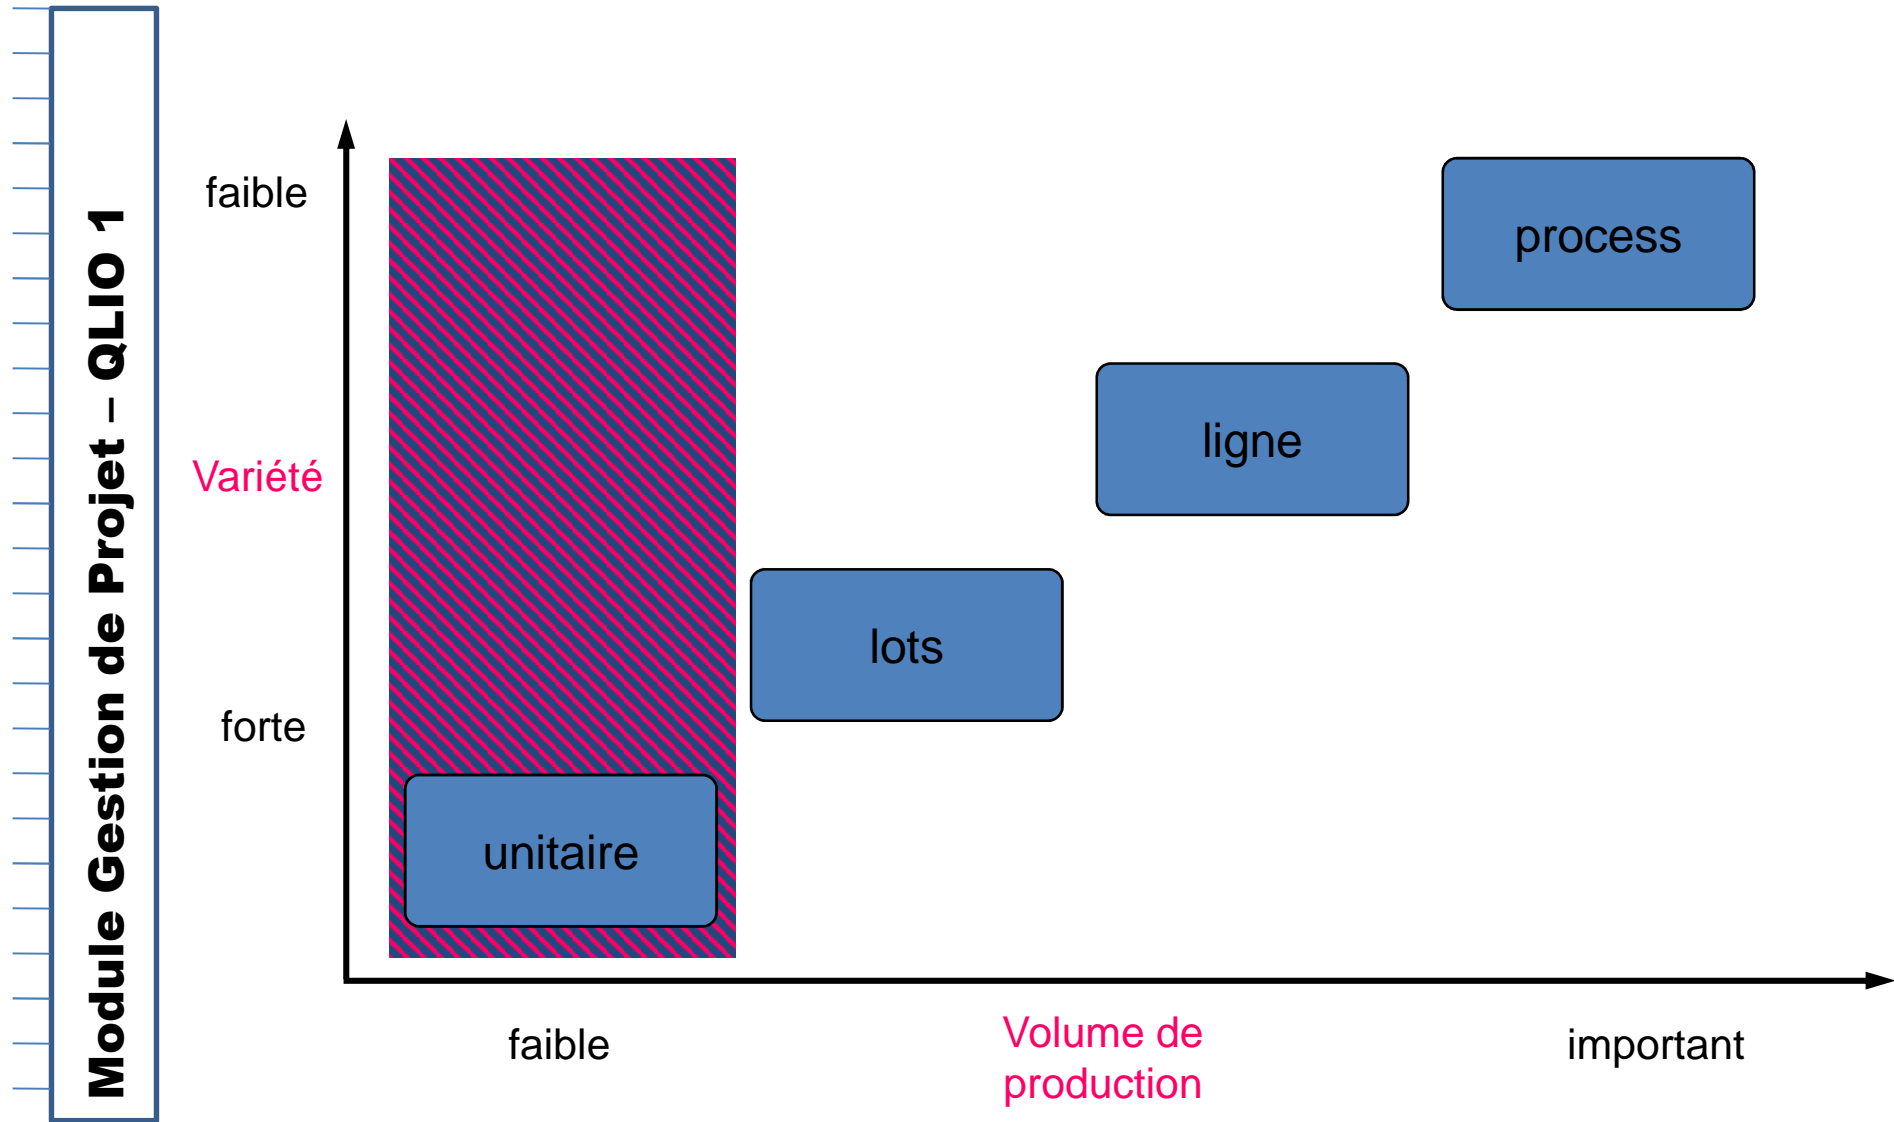 Module Gestion de Projet – QLIO 1
faible
process
ligne
Variété
lots
forte
unitaire
faible
Volume de
production
important